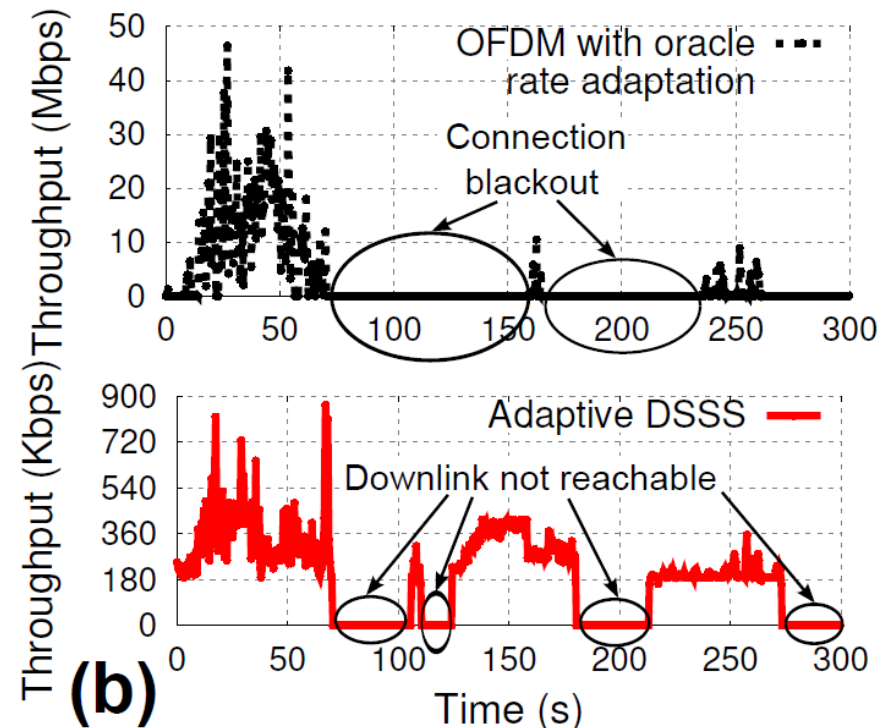 Throughput (Mbps)
50
40
30
20
10
0
OFDM with oracle
rate adaptation
Connection
blackout
0 50 100 150 200 250 300
Throughput (Kbps)
900
720
540
360
180
0
Adaptive DSSS
Downlink not reachable
0 50 100 150 200 250 300
Time (s)
(b)